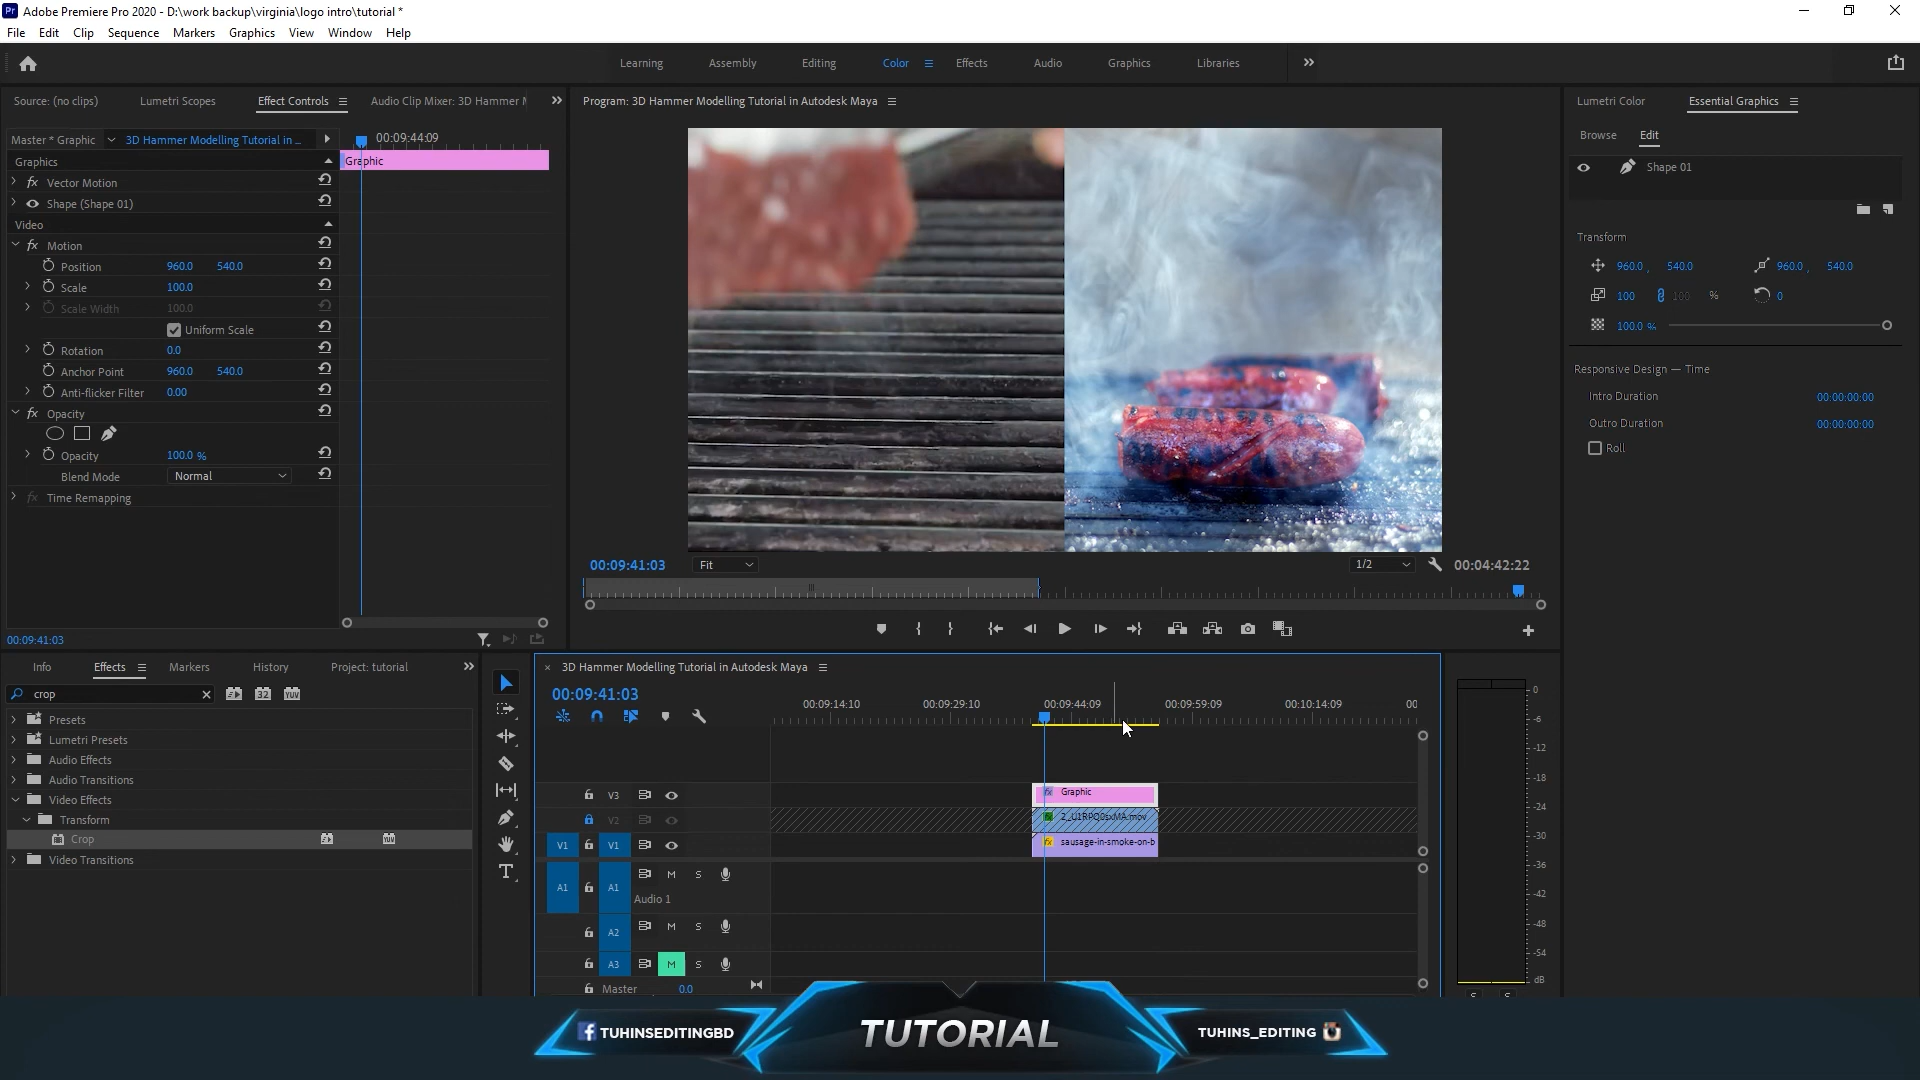 Adobe Premiere Pro 2020 - D:\work backup\virginia\logo intro\tutorial *
File Edit Clip Sequence Markers Graphics View Window Help
Learning Assembly Editing Color Effects Audio Graphics Libraries
Source: (no clips) Lumetri Scopes Effect Controls Audio Clip Mixer: 3D Hammer M
Program: 3D Hammer Modelling Tutorial in Autodesk Maya
Lumetri Color Essential Graphics
Browse Edit
Shape 01
Transform
960.0 , 540.0 960.0 , 540.0
100 100 % 0
100.0 %
Responsive Design — Time
Intro Duration 00:00:00:00
Outro Duration 00:00:00:00
Roll
Master * Graphic 3D Hammer Modelling Tutorial in ...
00:09:44:09
Graphic
Graphics
fx Vector Motion
Shape (Shape 01)
Video
fx Motion
Position 960.0 540.0
Scale 100.0
Scale Width 100.0
Uniform Scale
Rotation 0.0
Anchor Point 960.0 540.0
Anti-flicker Filter 0.00
fx Opacity
Opacity 100.0 %
Blend Mode Normal
fx Time Remapping
00:09:41:03
00:09:41:03 Fit 1/2 00:04:42:22
Info Effects Markers History Project: tutorial
crop
32 YUV
Presets
Lumetri Presets
Audio Effects
Audio Transitions
Video Effects
Transform
Crop
Video Transitions
3D Hammer Modelling Tutorial in Autodesk Maya
00:09:41:03
00:09:14:10 00:09:29:10 00:09:44:09 00:09:59:09 00:10:14:09 00
V3 fx Graphic
V2 2_U1RPQ0sxMA.mov
V1 V1 fx sausage-in-smoke-on-b
A1 A1 M S
Audio 1
A2 M S
A3 M S
Master 0.0
0
-6
-12
-18
-24
-30
-36
-42
-48
-54
dB
S S
TUHINSEDITINGBD
TUTORIAL
TUHINS_EDITING